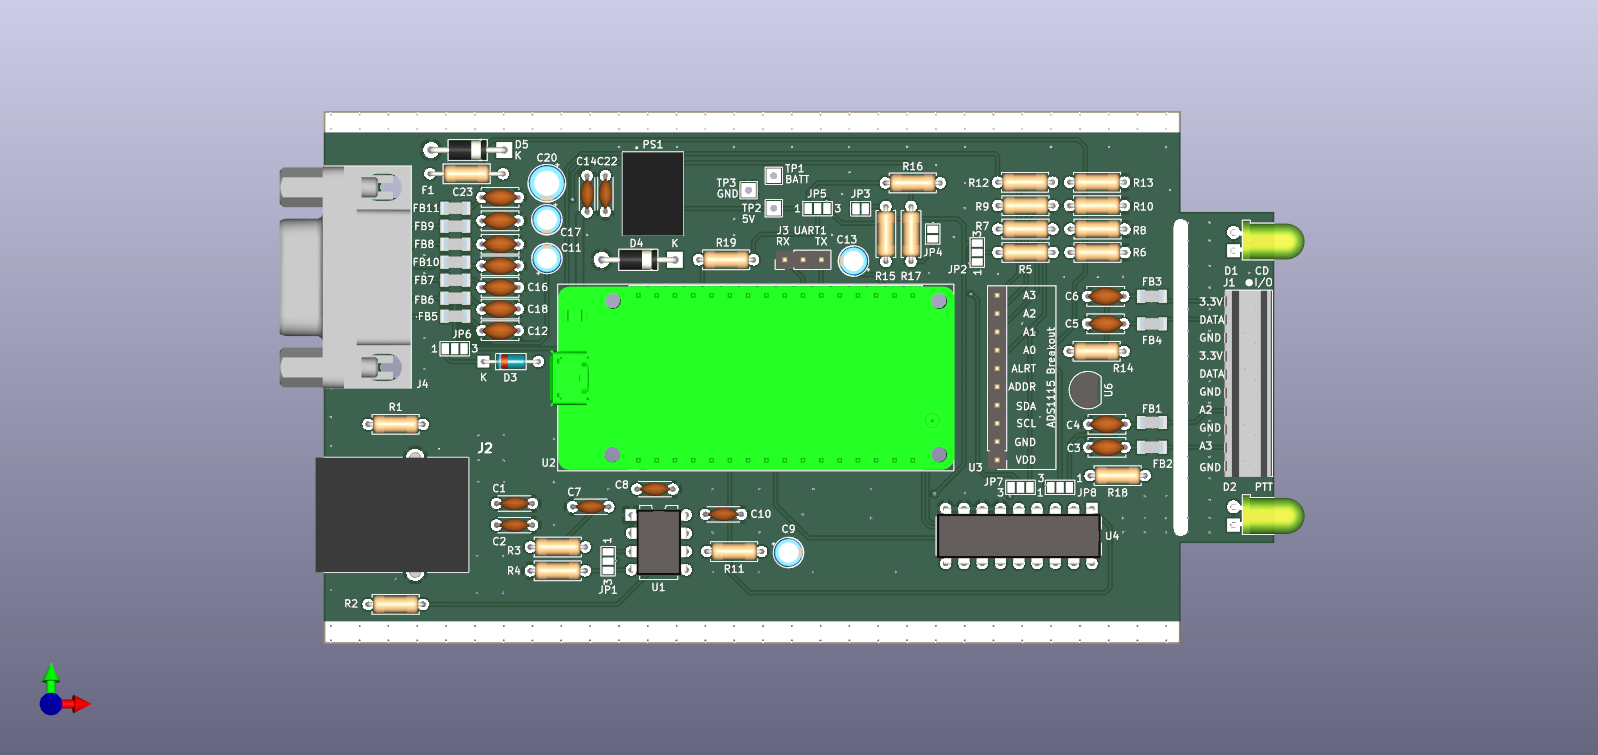 D5
K
PS1
C20
C14 C22
TP1
BATT
R16
F1
C23
TP3
GND
JP5
JP3
R12
R13
FB11
TP2
5V
1
3
R9
R10
FB9
C17
J3 UART1
RX
TX
C13
R7
R8
FB8
C11
D4
K
R19
JP4
JP2
1
3
FB10
R15
R17
R5
R6
D1
CD
FB7
C16
J1
I/O
FB6
C18
A3
C6
FB3
3.3V
FB5
C12
A2
DATA
JP6
A1
C5
FB4
GND
1
3
A0
3.3V
K
D3
ALRT
R14
DATA
J4
ADDR
U6
GND
R1
SDA
FB1
A2
ADS1115 Breakout
SCL
C4
GND
J2
GND
C3
A3
U2
U3
VDD
FB2
GND
C1
C7
C8
JP7
3
1
3
1
JP8
R18
D2
PTT
C2
C10
C9
U4
R3
1
R4
3
JP1
U1
R11
R2